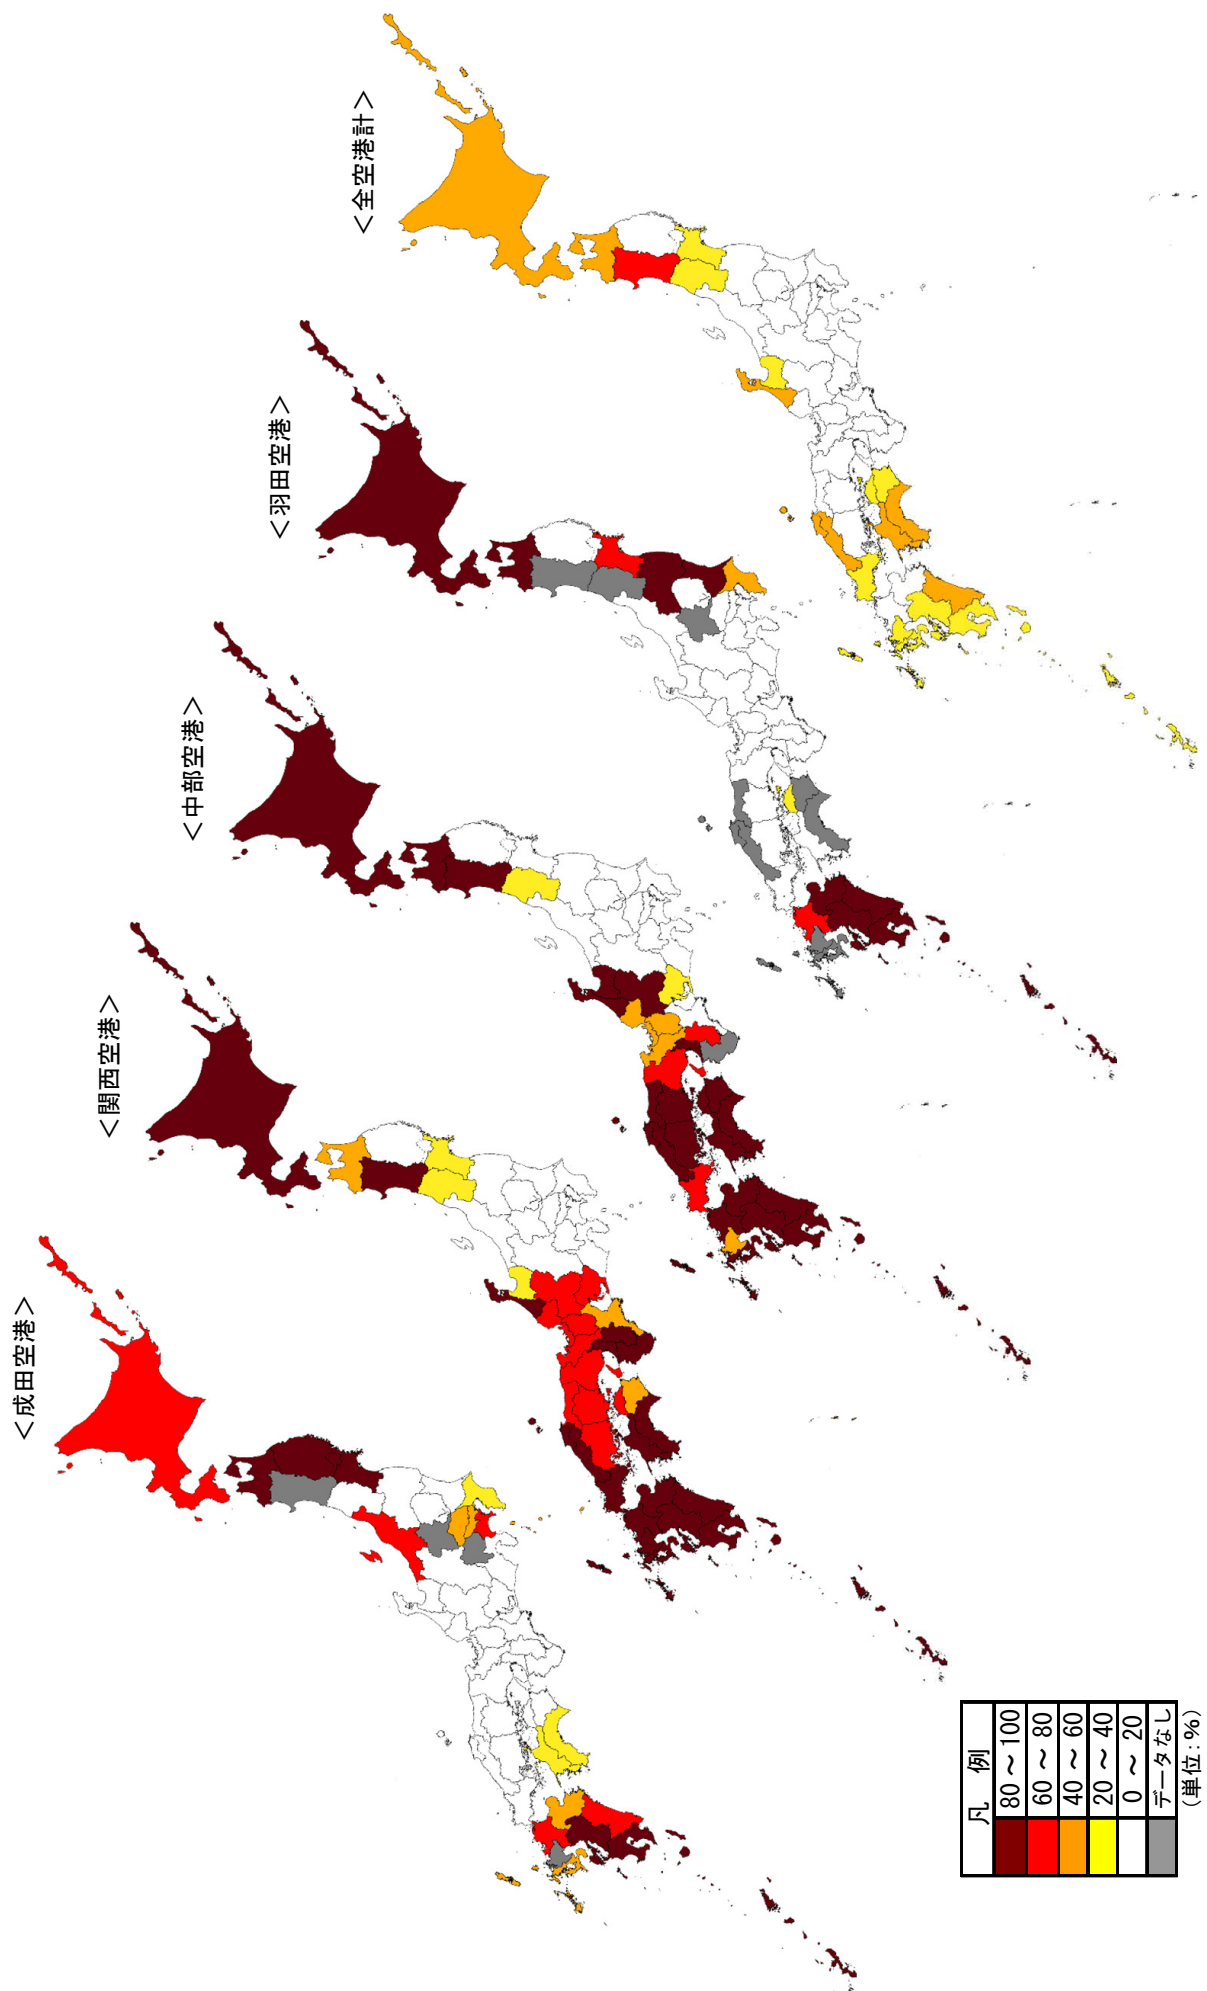 ＜成田空港＞
＜関西空港＞
＜中部空港＞
＜羽田空港＞
＜全空港計＞
凡　例
80 ～ 100
60 ～ 80
40 ～ 60
20 ～ 40
0 ～ 20
データなし
(単位：%)